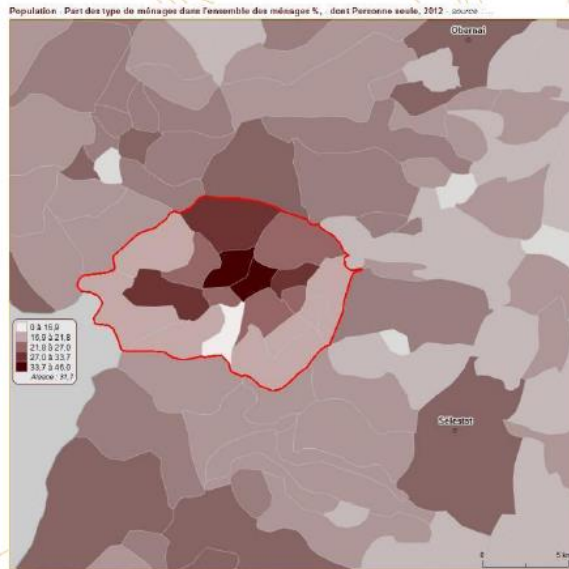 Population - Part des type de ménages dans l'ensemble des ménages %, - dont Personne seule, 2012 - source :...
Obernai
0 à 16,9
16,9 à 21,8
21,8 à 27,0
27,0 à 33,7
33,7 à 46,0
Alsace : 31,7
Sélestat
0 5 km